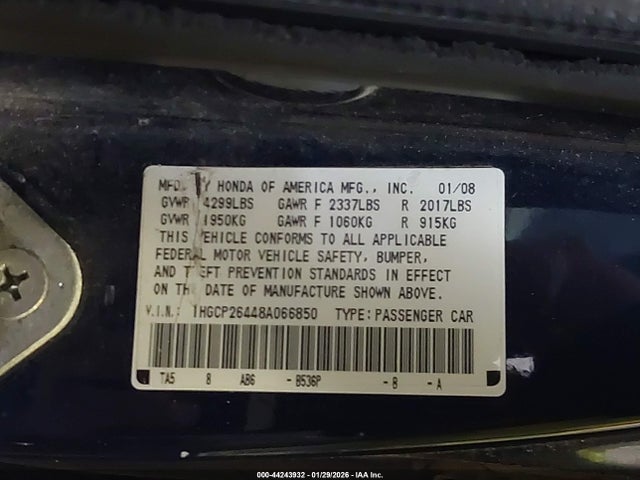 MFD. BY HONDA OF AMERICA MFG., INC. 01/08
GVWR 4299LBS GAWR F 2337LBS R 2017LBS
GVWR 1950KG GAWR F 1060KG R 915KG
THIS VEHICLE CONFORMS TO ALL APPLICABLE
FEDERAL MOTOR VEHICLE SAFETY, BUMPER,
AND THEFT PREVENTION STANDARDS IN EFFECT
ON THE DATE OF MANUFACTURE SHOWN ABOVE.
V.I.N.: 1HGCP26448A066850 TYPE: PASSENGER CAR
TA5 8 AB6 - B536P - B - A
000-44243932 - 01/29/2026 - IAA Inc.